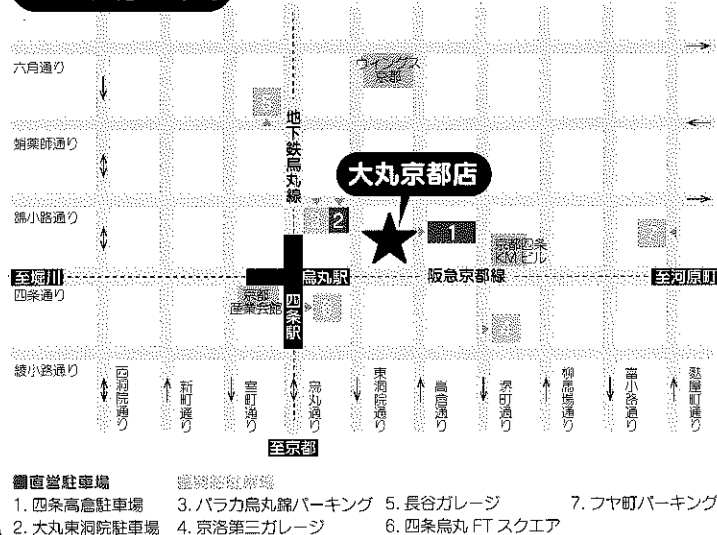 六角通り
ウイングス
京都
地下鉄烏丸線
蛸薬師通り
大丸京都店
錦小路通り
2
1
京都四条
KMビル
至堀川
烏丸駅
阪急京都線
至河原町
四条通り
京都
産業会館
四条駅
綾小路通り
西洞院通り
新町通り
室町通り
烏丸通り
東洞院通り
高倉通り
堺町通り
柳馬場通り
富小路通り
麩屋町通り
至京都
直営駐車場
1. 四条高倉駐車場
3. パラカ烏丸錦パーキング
5. 長谷ガレージ
7. フヤ町パーキング
2. 大丸東洞院駐車場
4. 京洛第三ガレージ
6. 四条烏丸 FT スクエア